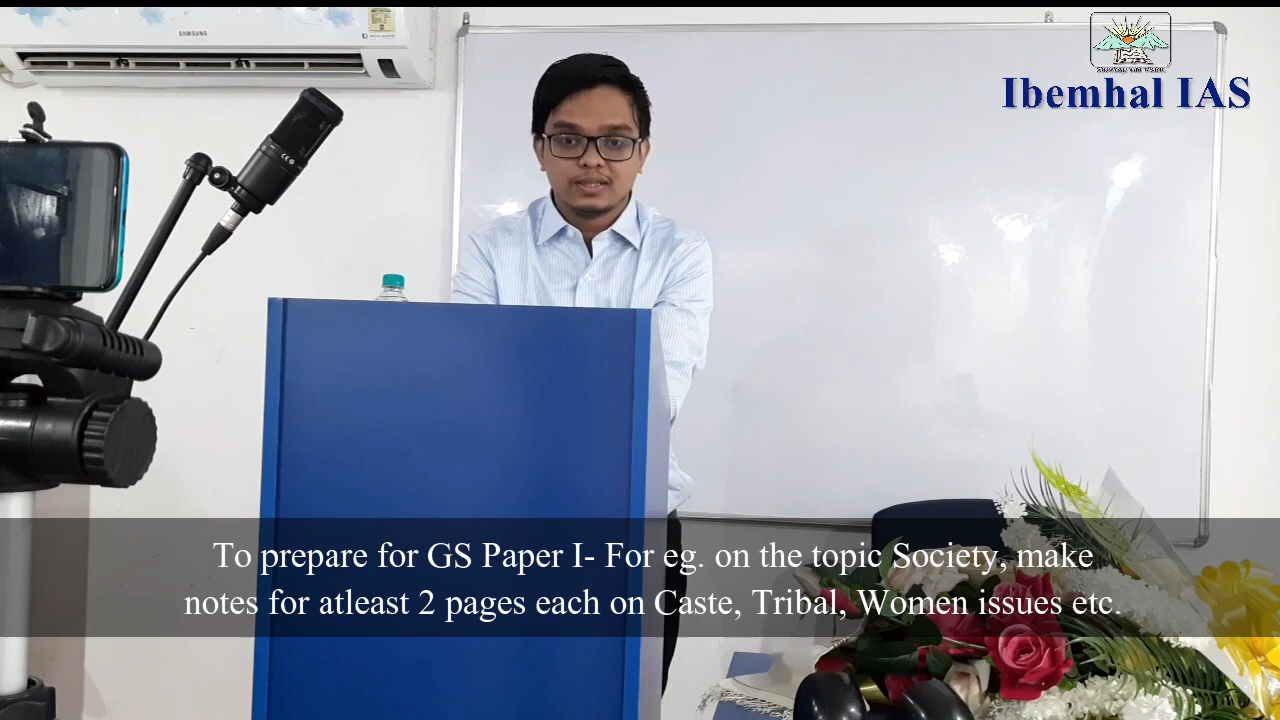 SAMSUNG
Ibemhal IAS
To prepare for GS Paper I- For eg. on the topic Society, make
notes for atleast 2 pages each on Caste, Tribal, Women issues etc.